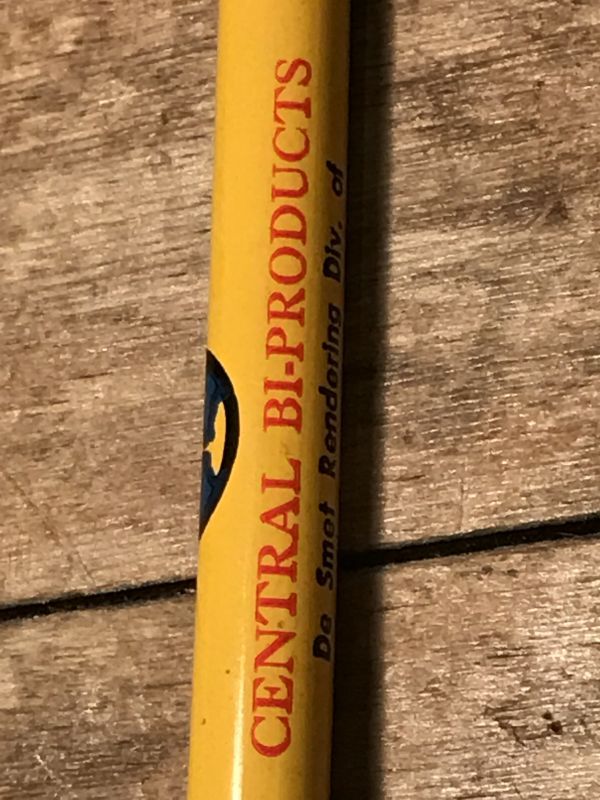 CENTRAL BI-PRODUCTS
De Smet Rendering Div. of